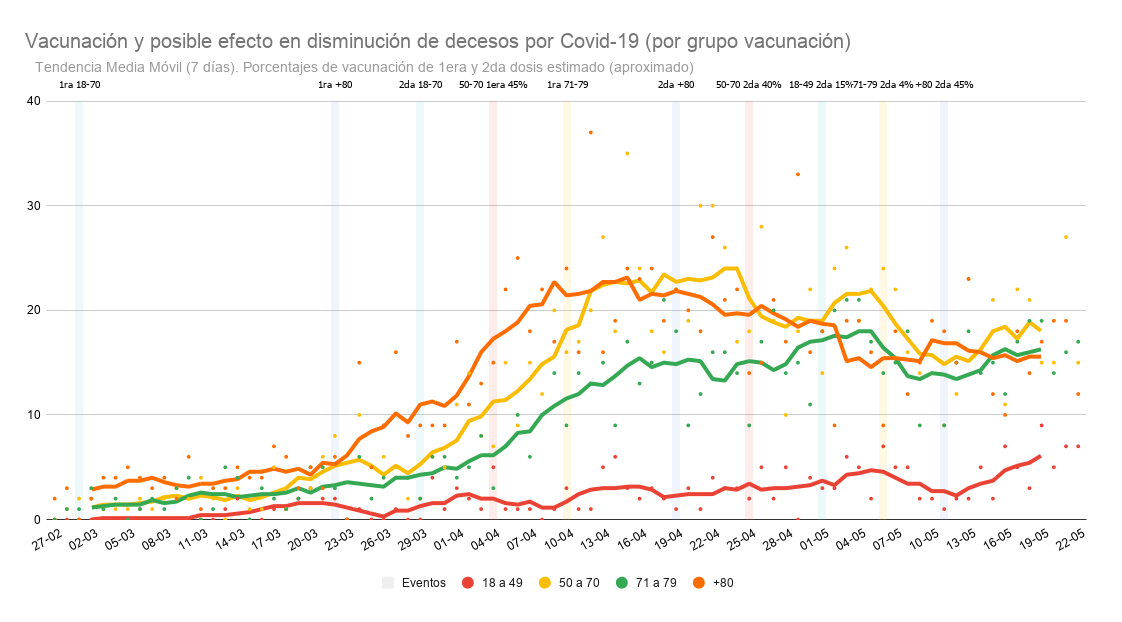 Vacunación y posible efecto en disminución de decesos por Covid-19 (por grupo vacunación)
Tendencia Media Móvil (7 días). Porcentajes de vacunación de 1era y 2da dosis estimado (aproximado)
1ra 18-70 1ra +80 2da 18-70 50-70 1era 45% 1ra 71-79 2da +80 50-70 2da 40% 18-49 2da 15% 71-79 2da 4% +80 2da 45%
40
30
20
10
0
27-02 02-03 05-03 08-03 11-03 14-03 17-03 20-03 23-03 26-03 29-03 01-04 04-04 07-04 10-04 13-04 16-04 19-04 22-04 25-04 28-04 01-05 04-05 07-05 10-05 13-05 16-05 19-05 22-05
Eventos 18 a 49 50 a 70 71 a 79 +80